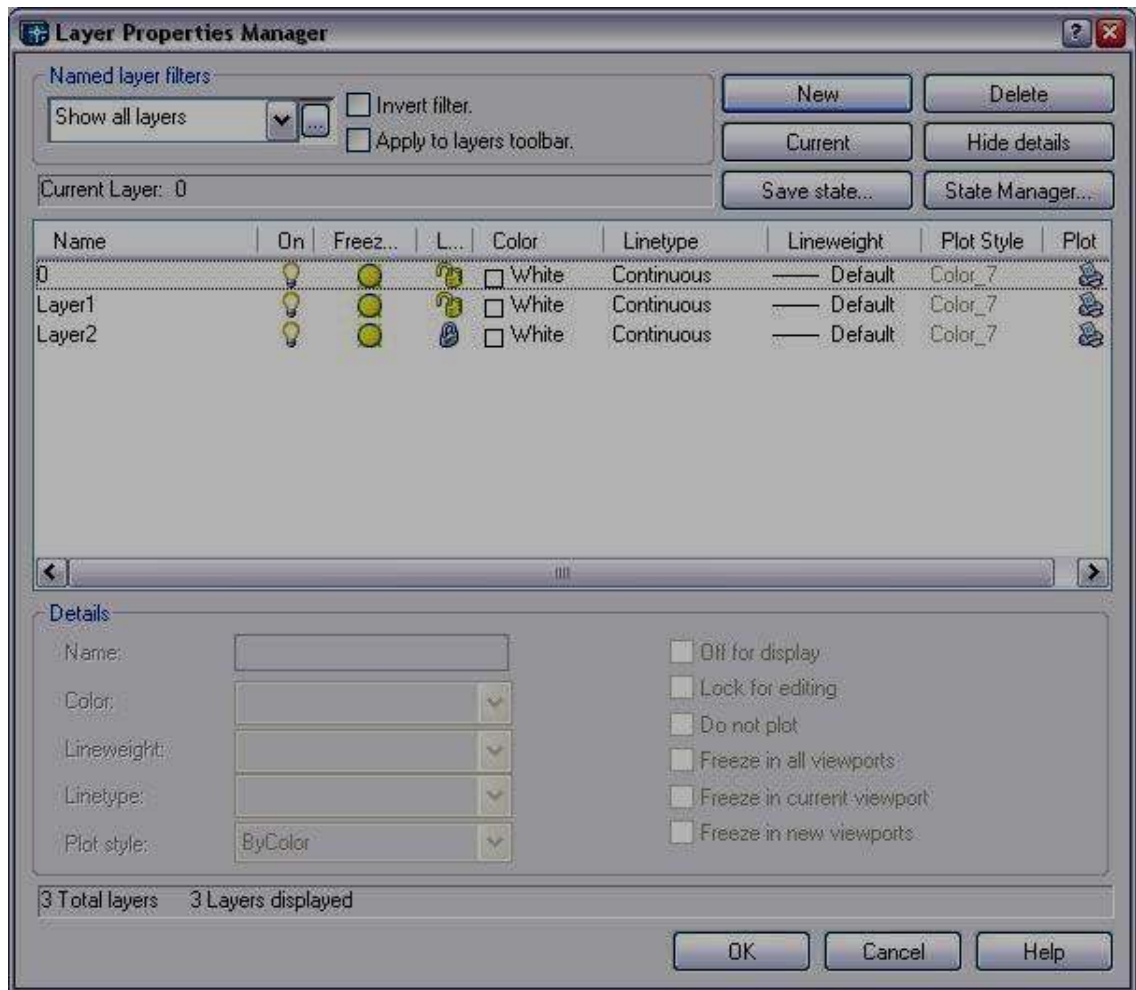 Layer Properties Manager
Named layer filters
Show all layers
...
Invert filter.
Apply to layers toolbar.
New
Delete
Current
Hide details
Current Layer: 0
Save state...
State Manager...
Name On Freez... L... Color Linetype Lineweight Plot Style Plot
0 White Continuous Default Color_7
Layer1 White Continuous Default Color_7
Layer2 White Continuous Default Color_7
Details
Name:
Color:
Lineweight:
Linetype:
Plot style: ByColor
Off for display
Lock for editing
Do not plot
Freeze in all viewports
Freeze in current viewport
Freeze in new viewports
3 Total layers 3 Layers displayed
OK
Cancel
Help